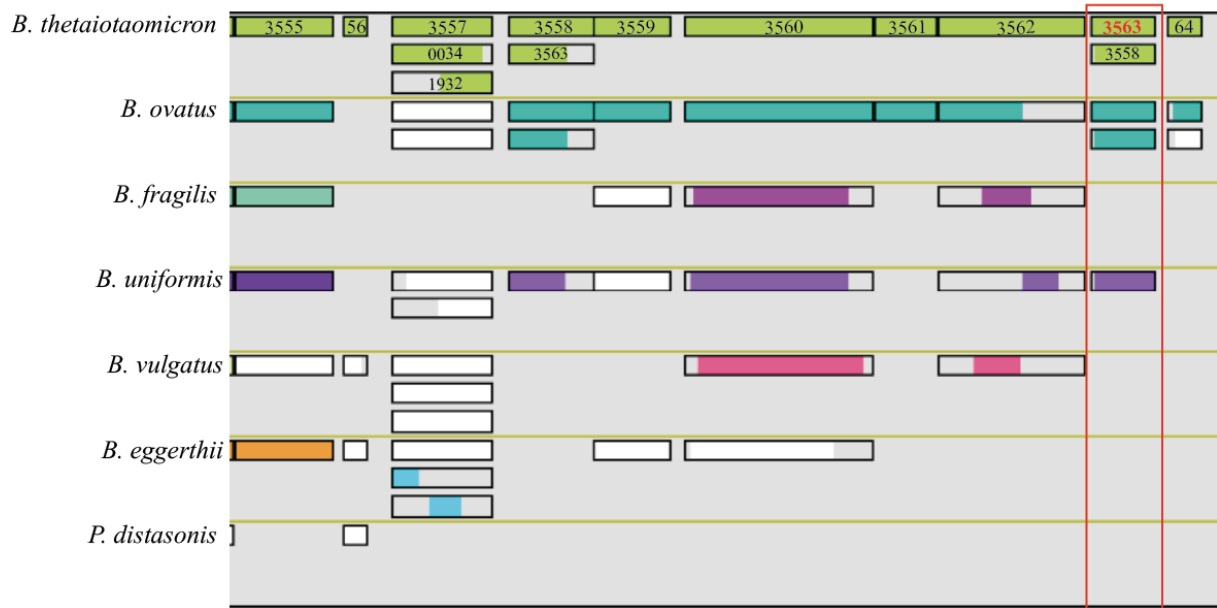 B. thetaiotaomicron 3555 56 3557 3558 3559 3560 3561 3562 3563 64
0034 3563 3558
1932
B. ovatus
B. fragilis
B. uniformis
B. vulgatus
B. eggerthii
P. distasonis